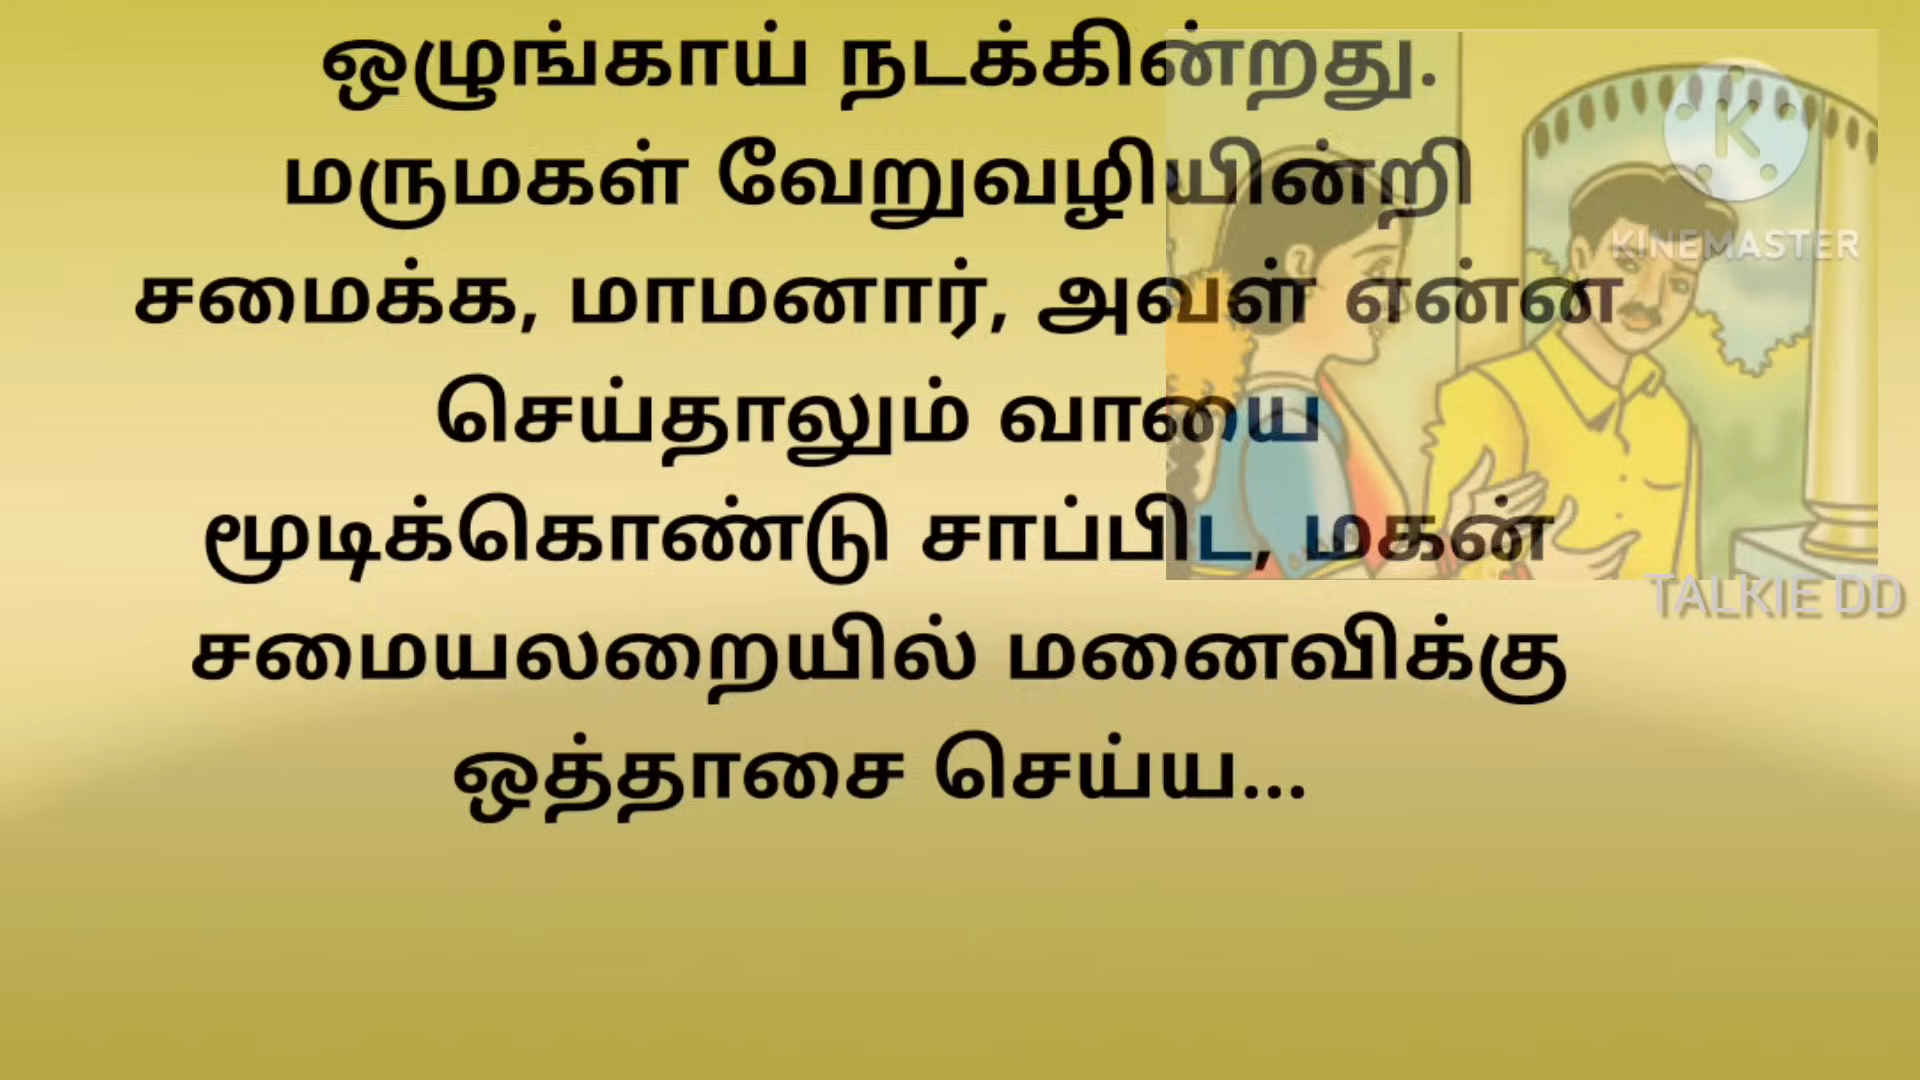 ஒழுங்காய் நடக்கின்றது.
மருமகள் வேறுவழியின்றி
சமைக்க, மாமனார், அவள் என்ன
செய்தாலும் வாயை
மூடிக்கொண்டு சாப்பிட, மகன்
சமையலறையில் மனைவிக்கு
ஒத்தாசை செய்ய...
K
KINEMASTER
TALKIE DD